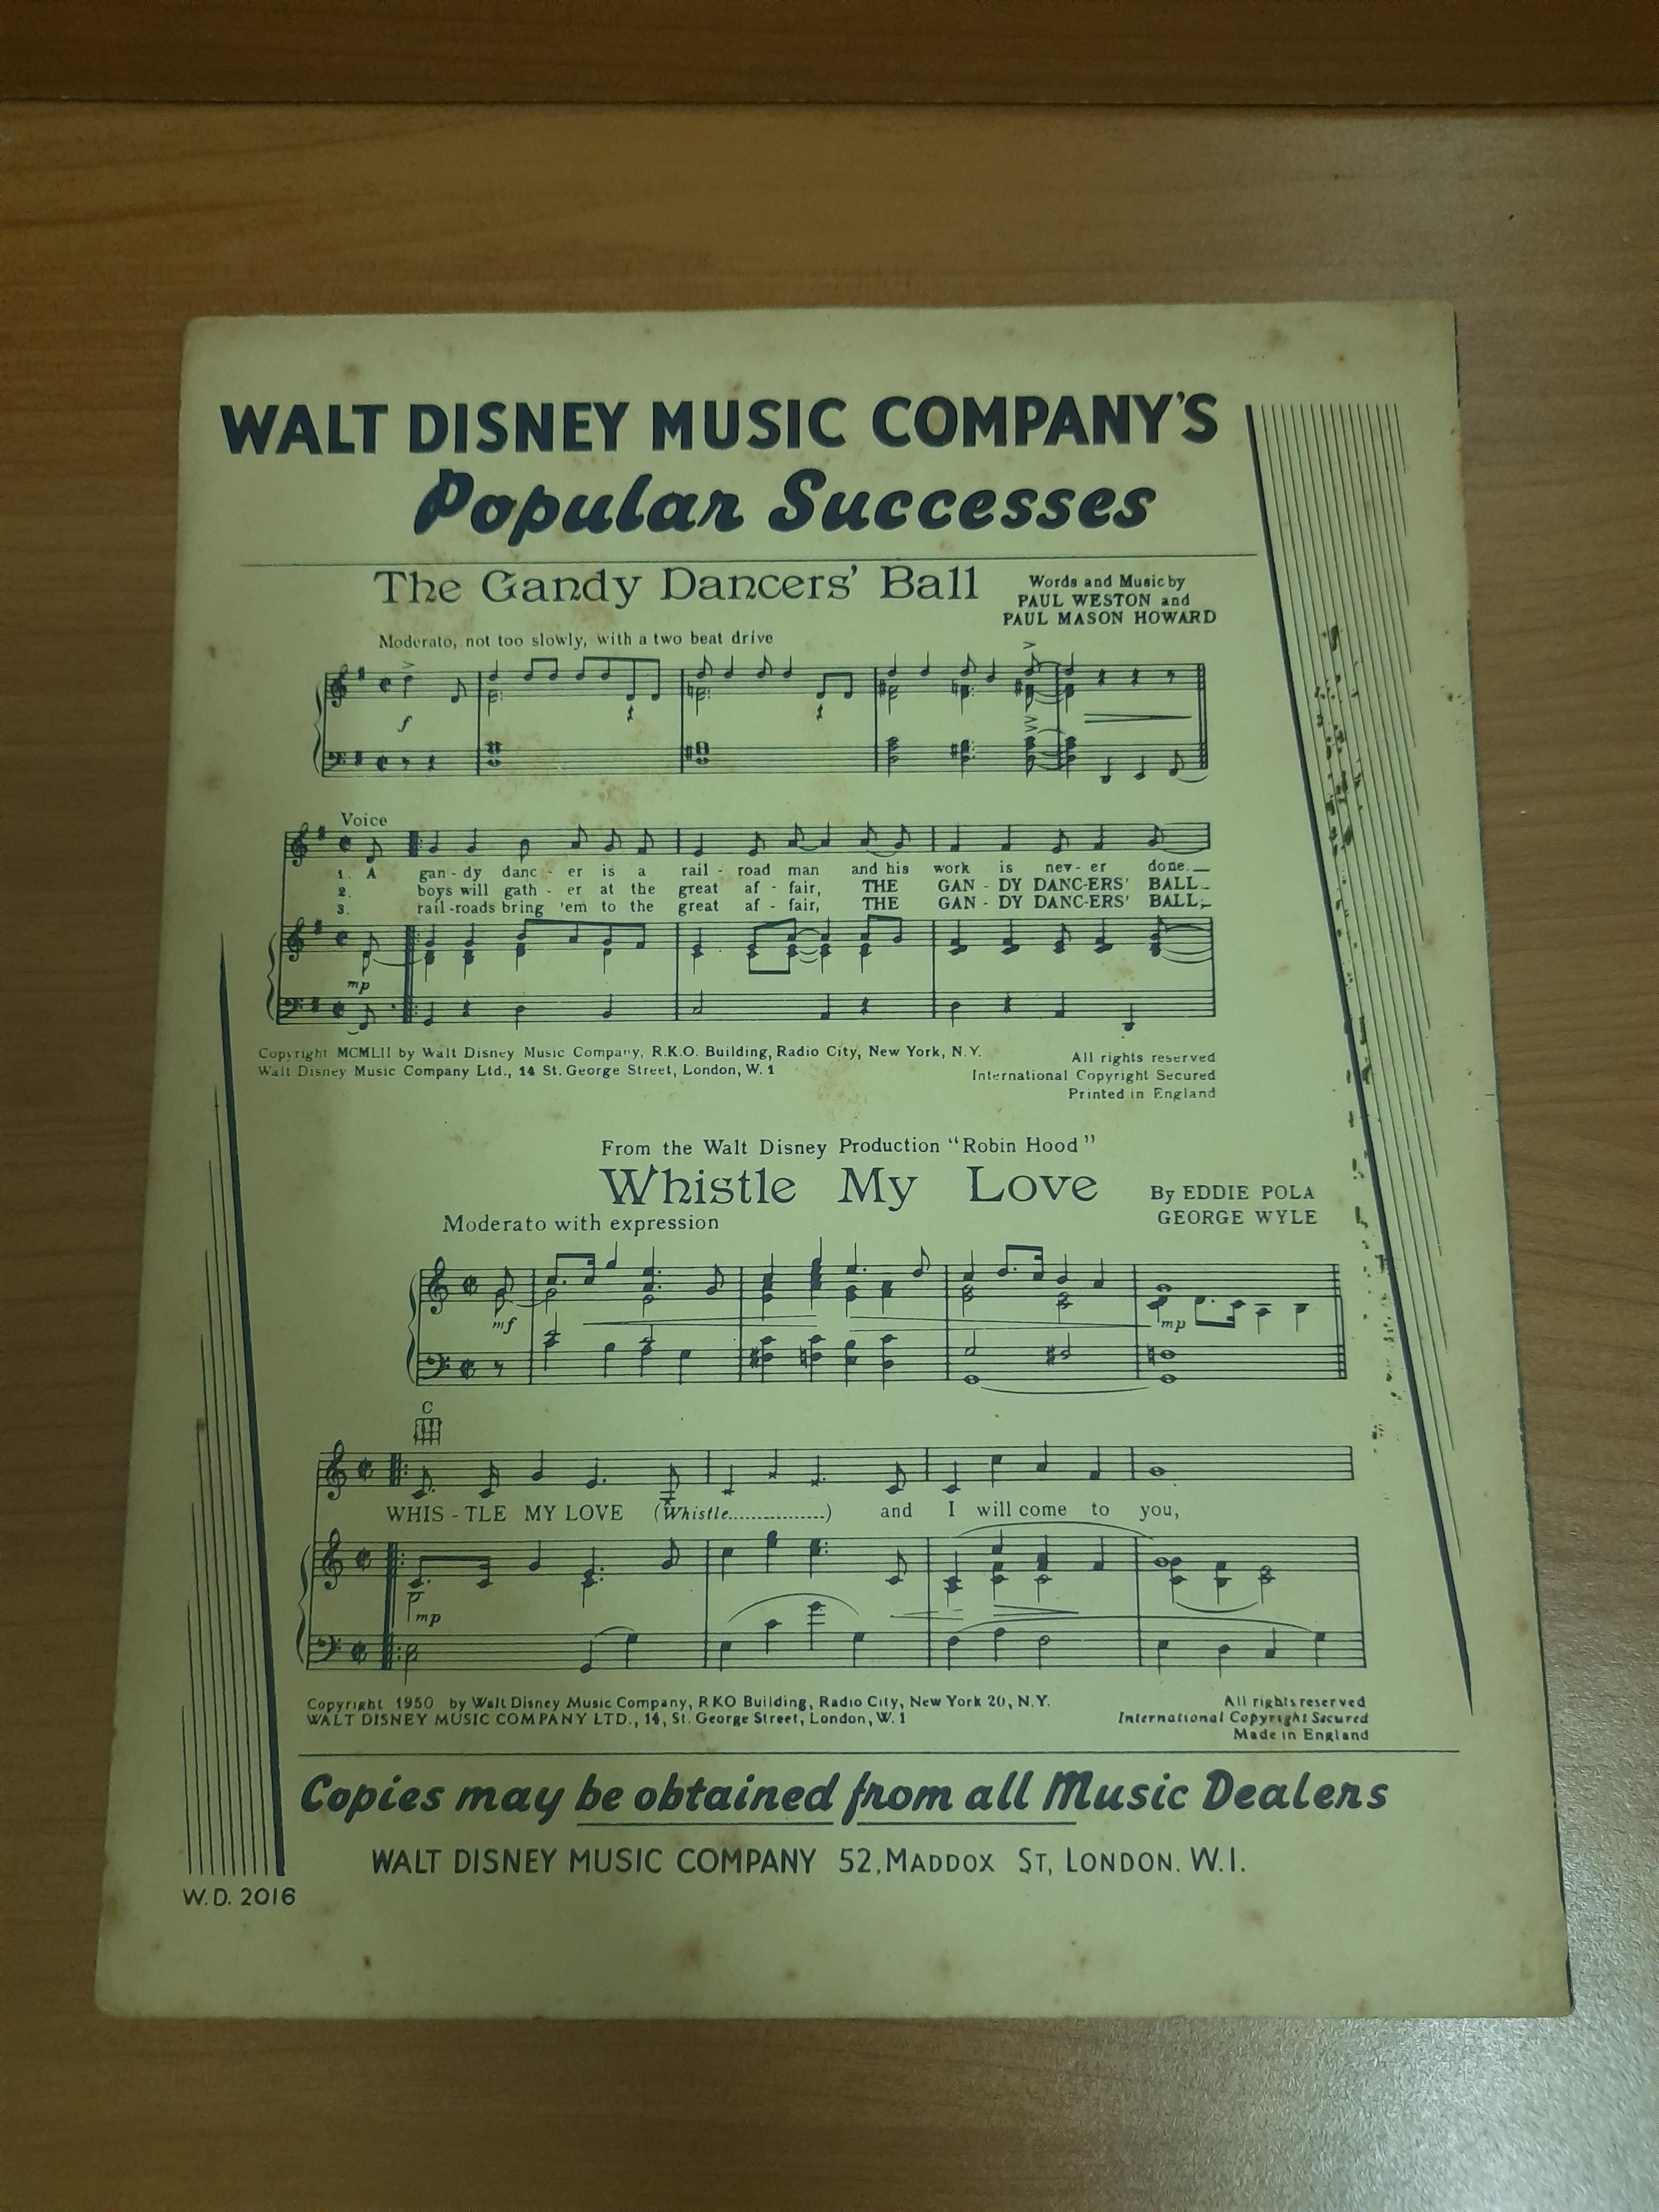 WALT DISNEY MUSIC COMPANY'S
Popular Successes
The Gandy Dancers' Ball
Words and Music by
PAUL WESTON and
PAUL MASON HOWARD
Moderato, not too slowly, with a two beat drive
f
Voice
1. A gan - dy danc - er is a rail - road man and his work is nev - er done.
2. boys will gath - er at the great af - fair, THE GAN - DY DANC-ERS' BALL
3. rail - roads bring 'em to the great af - fair, THE GAN - DY DANC-ERS' BALL;
mp
Copyright MCMLII by Walt Disney Music Company, R.K.O. Building, Radio City, New York, N.Y.
Walt Disney Music Company Ltd., 14 St. George Street, London, W. 1
All rights reserved
International Copyright Secured
Printed in England
From the Walt Disney Production "Robin Hood"
Whistle My Love
By EDDIE POLA
GEORGE WYLE
Moderato with expression
mf
mp
C
WHIS - TLE MY LOVE (Whistle................) and I will come to you,
mp
Copyright 1950 by Walt Disney Music Company, RKO Building, Radio City, New York 20, N.Y.
WALT DISNEY MUSIC COMPANY LTD., 14, St. George Street, London, W. 1
All rights reserved
International Copyright Secured
Made in England
Copies may be obtained from all Music Dealers
WALT DISNEY MUSIC COMPANY 52, MADDOX ST, LONDON. W.1.
W.D. 2016